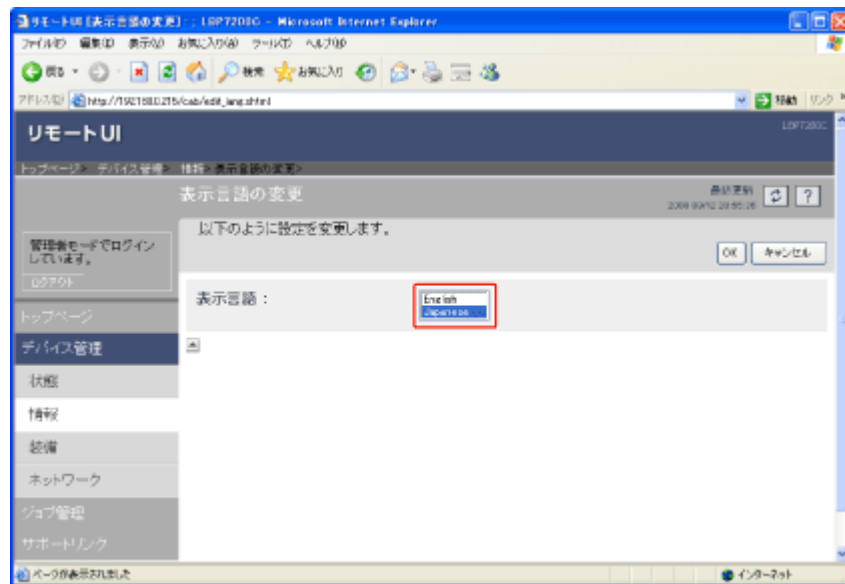 リモートUI [表示言語の変更] : ; LBP7200C - Microsoft Internet Explorer
ファイル(F) 編集(E) 表示(V) お気に入り(A) ツール(T) ヘルプ(H)
戻る 検索 お気に入り
アドレス(D) 移動 リンク
リモートUI
LBP7200C
トップページ> デバイス管理> 情報> 表示言語の変更>
表示言語の変更
最終更新
以下のように設定を変更します。
管理者モードでログイン
しています。
OK キャンセル
ログアウト
表示言語：
English
Japanese
トップページ
デバイス管理
状態
情報
装備
ネットワーク
ジョブ管理
サポートリンク
ページが表示されました
インターネット